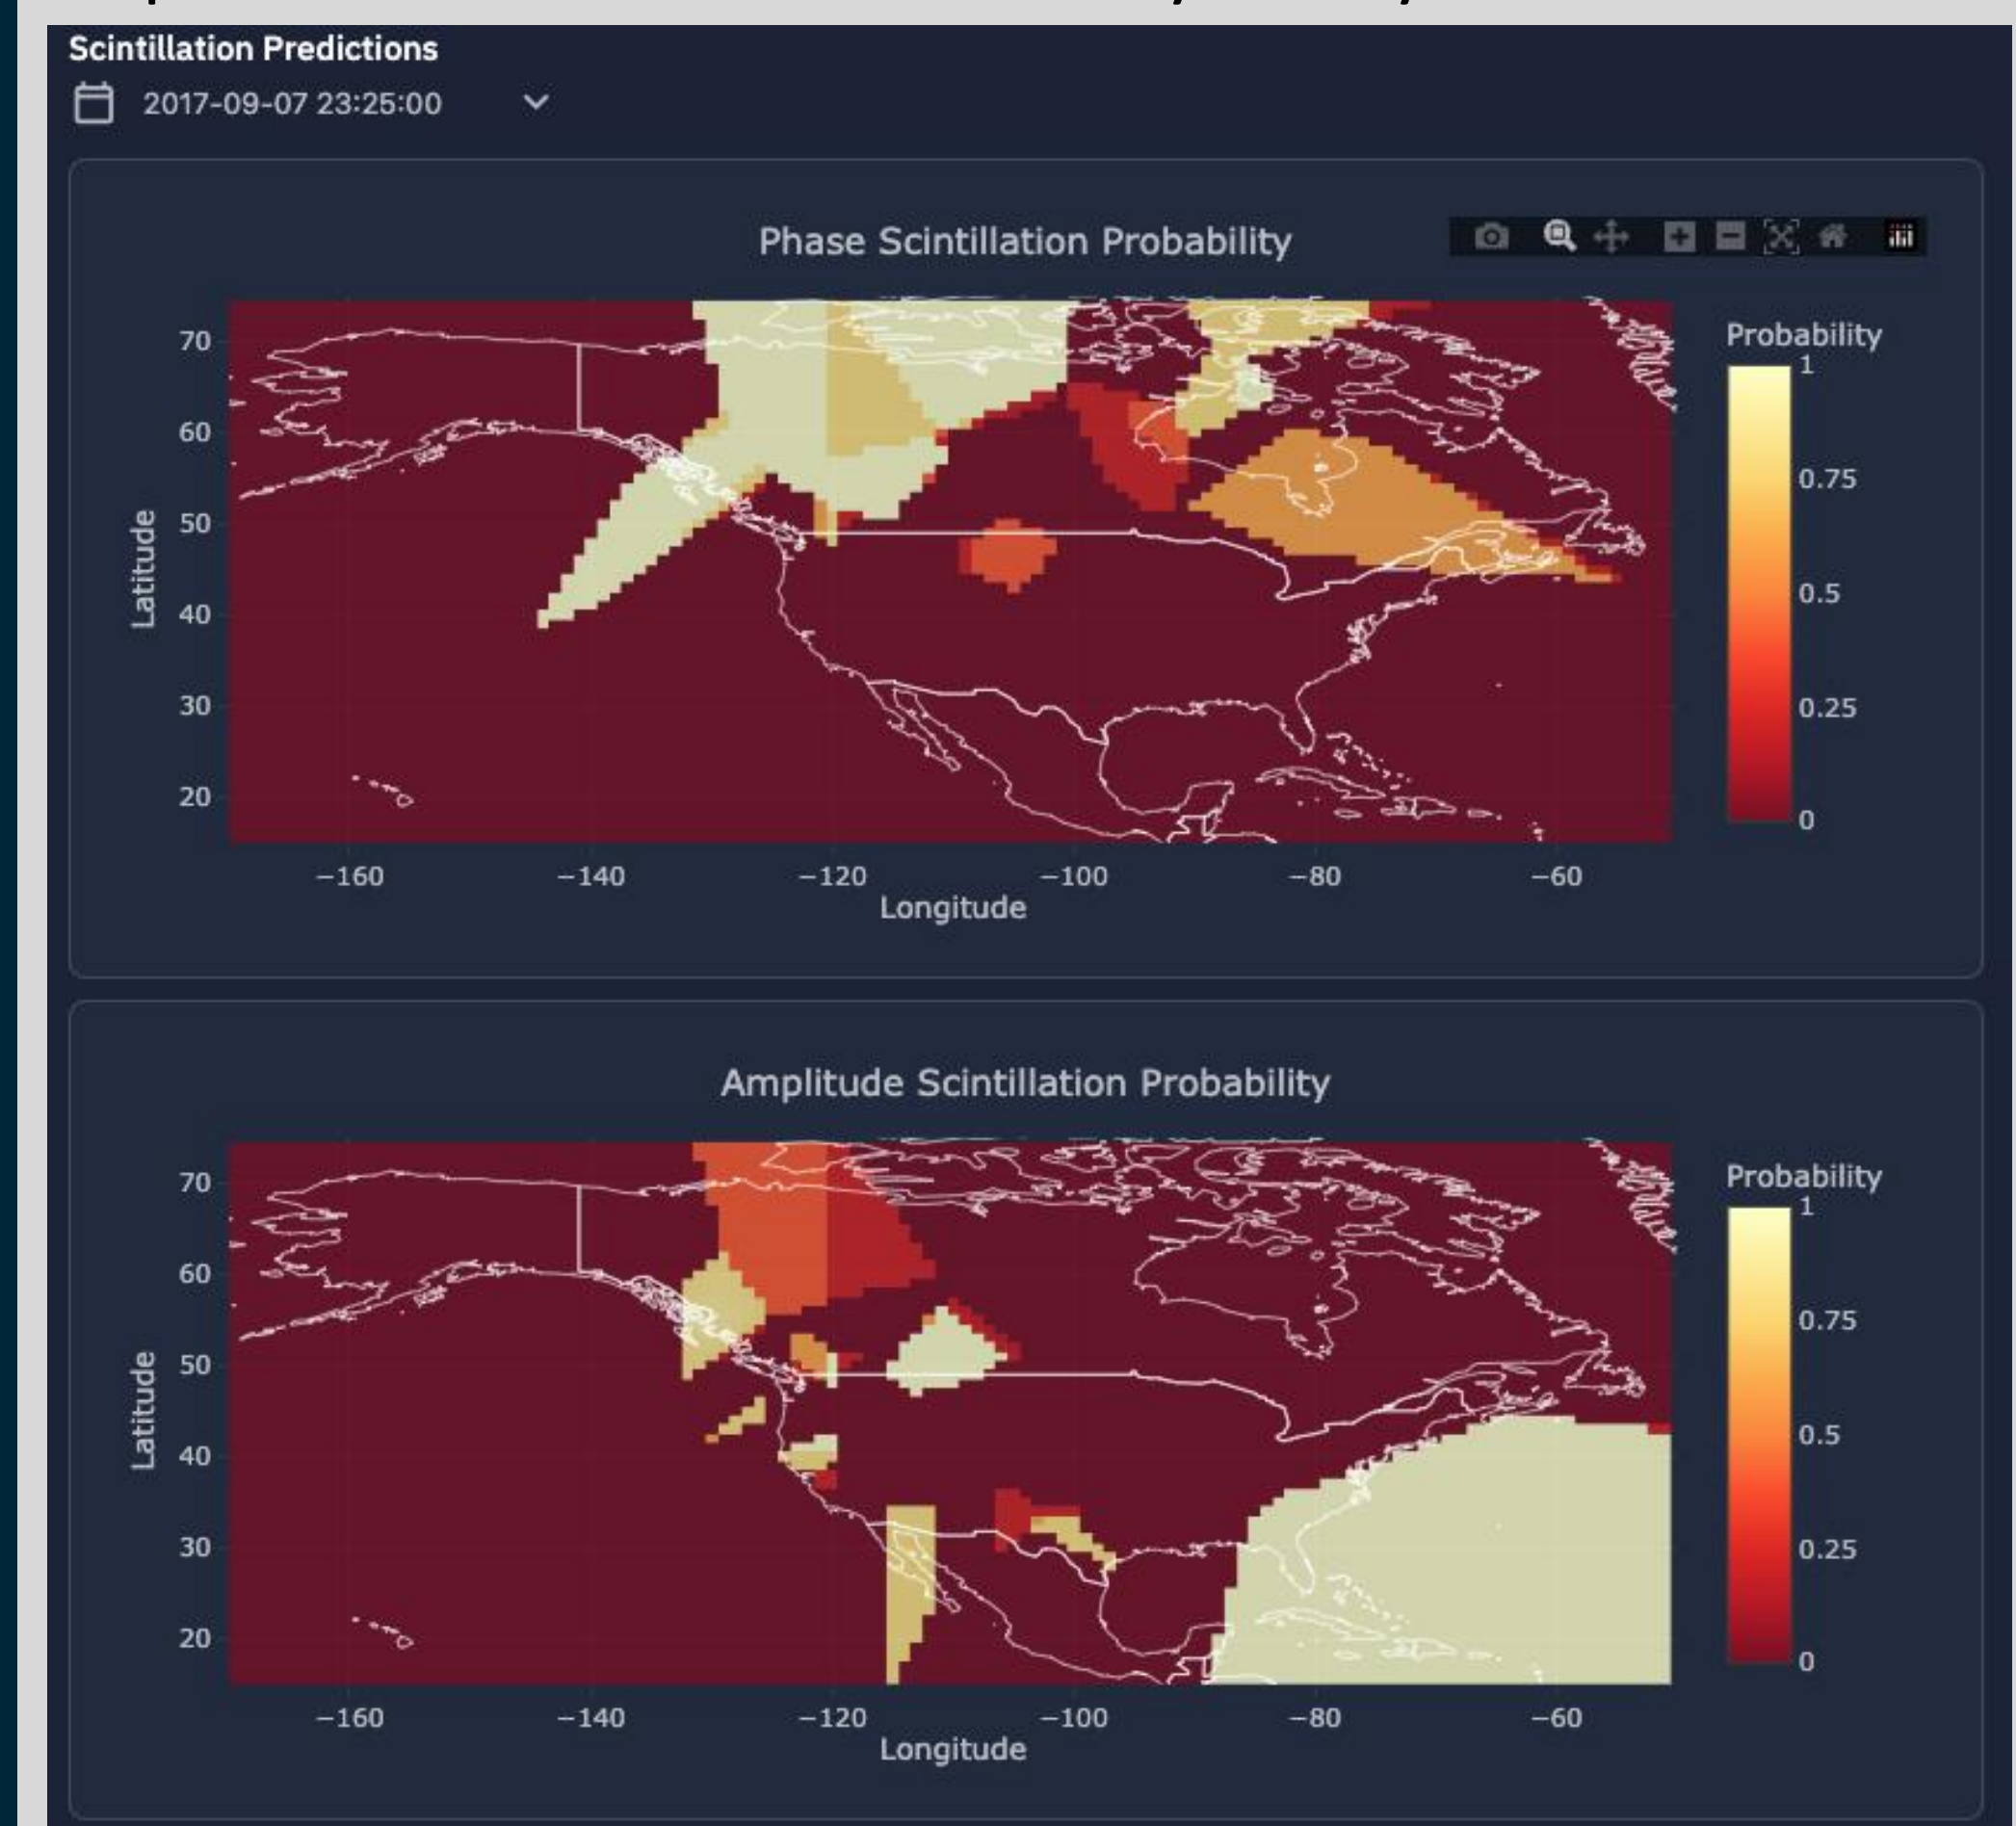 Scintillation Predictions
2017-09-07 23:25:00
Phase Scintillation Probability
Probability
1
0.75
0.5
0.25
0
Latitude
70
60
50
40
30
20
−160 −140 −120 −100 −80 −60
Longitude
Amplitude Scintillation Probability
Probability
1
0.75
0.5
0.25
0
Latitude
70
60
50
40
30
20
−160 −140 −120 −100 −80 −60
Longitude